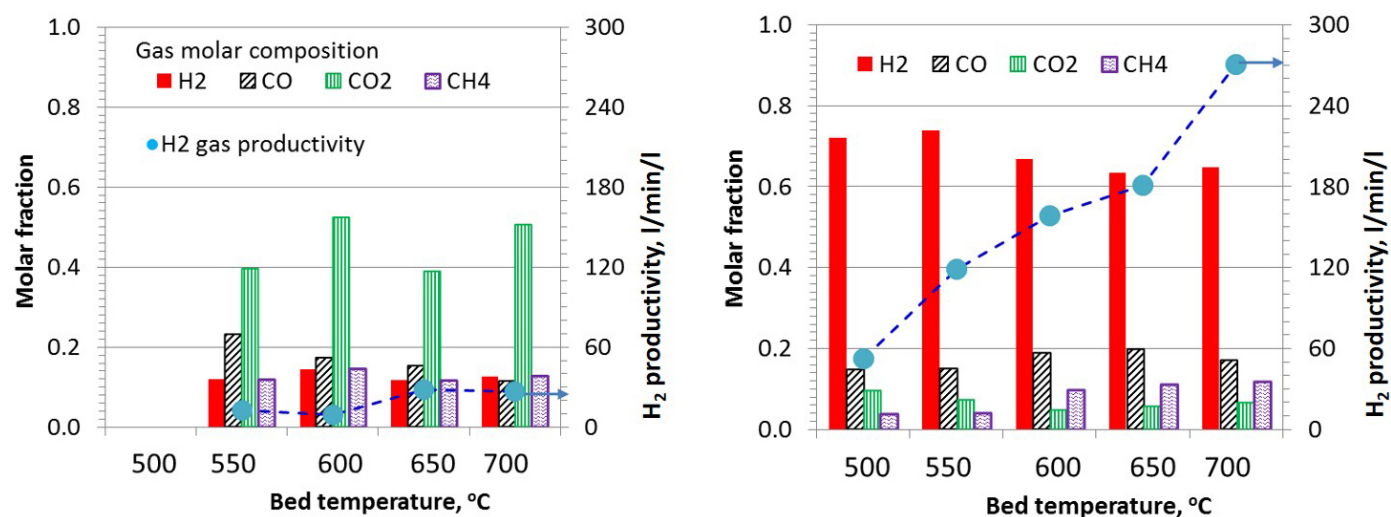 Gas molar composition
H2 CO CO2 CH4
H2 gas productivity
Molar fraction
1.0
0.8
0.6
0.4
0.2
0.0
300
240
180
120
60
0
H₂ productivity, l/min/l
500 550 600 650 700
Bed temperature, °C
H2 CO CO2 CH4
Molar fraction
1.0
0.8
0.6
0.4
0.2
0.0
300
240
180
120
60
0
H₂ productivity, l/min/l
500 550 600 650 700
Bed temperature, °C